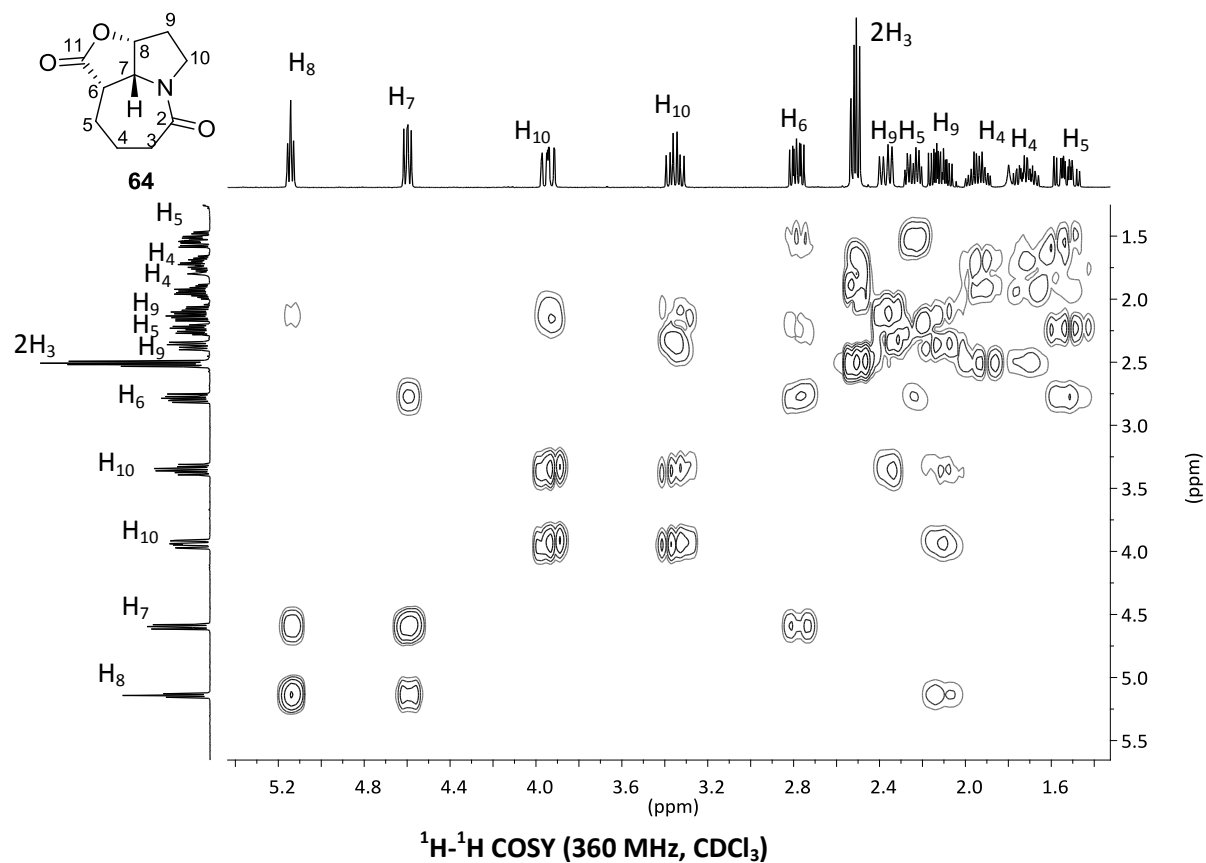 9
O
11
8
10
O
7
6
N
H
2
5
4
3
O
64
H₈
H₇
H₁₀
H₁₀
H₆
2H₃
H₉
H₅
H₉
H₄
H₄
H₅
H₅
H₄
H₄
H₉
H₅
H₉
2H₃
H₆
H₁₀
H₁₀
H₇
H₈
1.5
2.0
2.5
3.0
3.5
4.0
4.5
5.0
5.5
(ppm)
5.2 4.8 4.4 4.0 3.6 3.2 2.8 2.4 2.0 1.6
(ppm)
¹H-¹H COSY (360 MHz, CDCl₃)